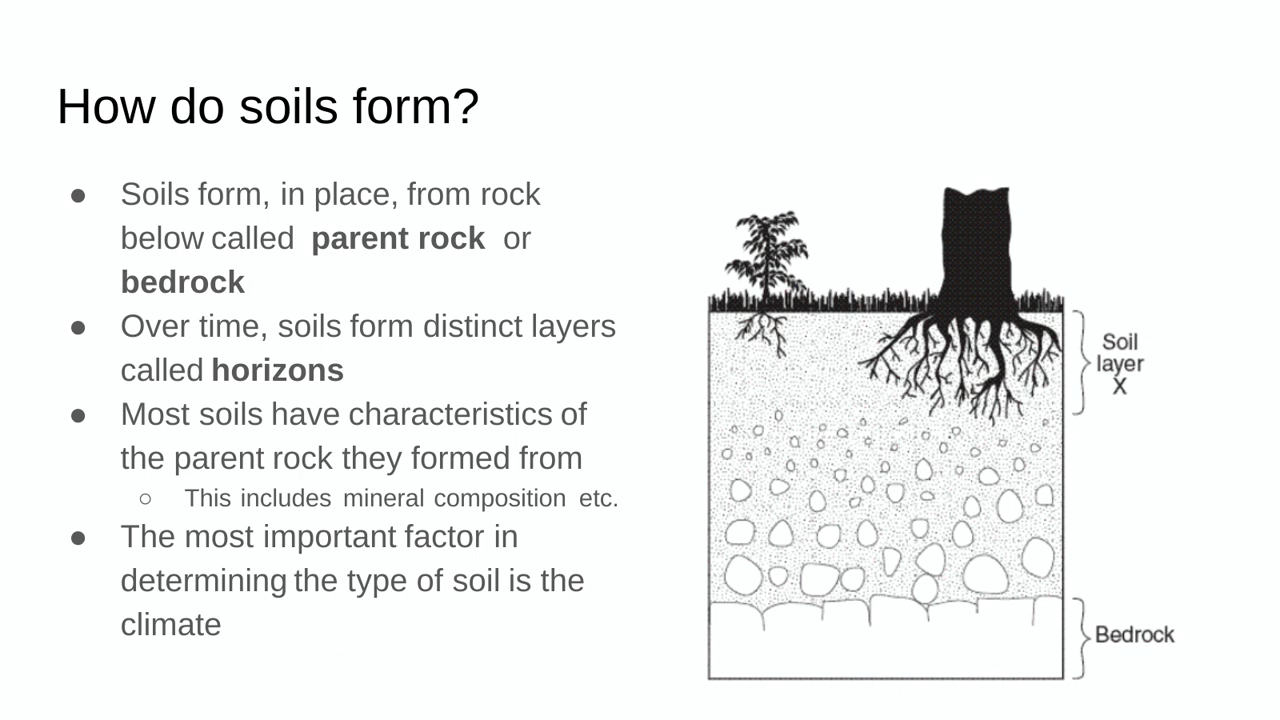 How do soils form?
● Soils form, in place, from rock
below called parent rock or
bedrock
● Over time, soils form distinct layers
called horizons
● Most soils have characteristics of
the parent rock they formed from
○ This includes mineral composition etc.
● The most important factor in
determining the type of soil is the
climate
Soil
layer
X
Bedrock